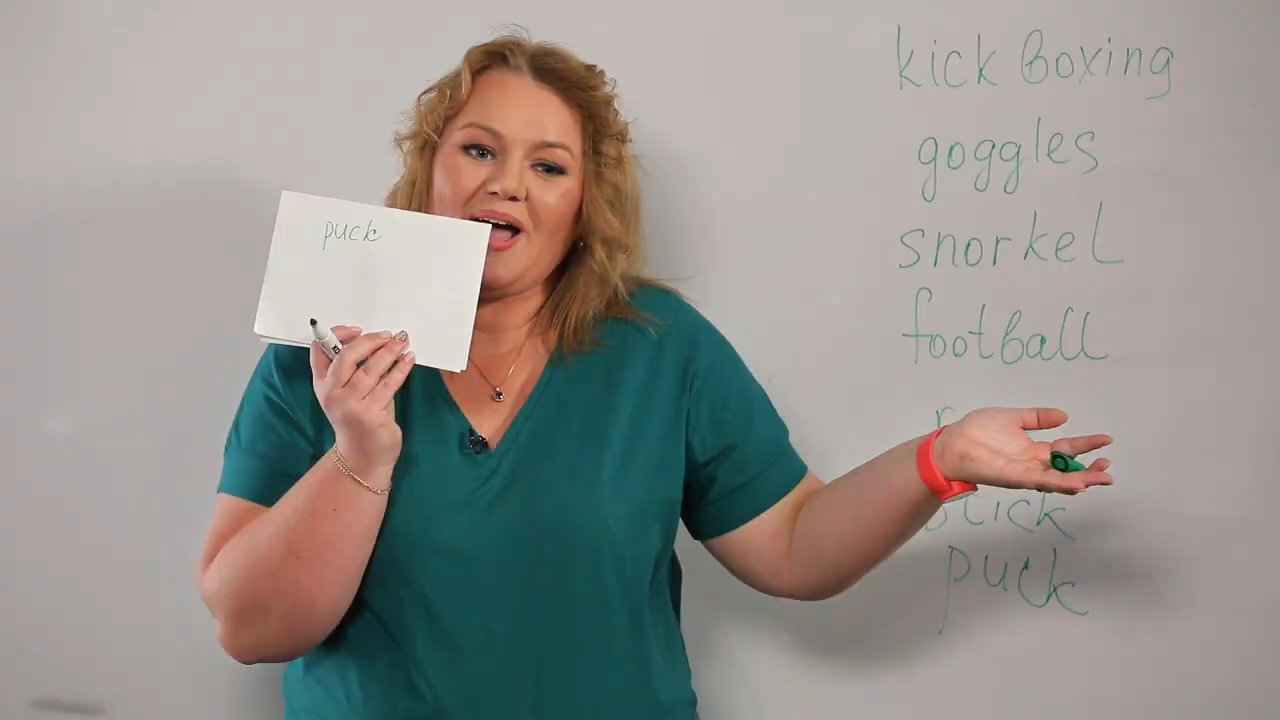 puck
kick boxing
goggles
snorkel
football
stick
puck